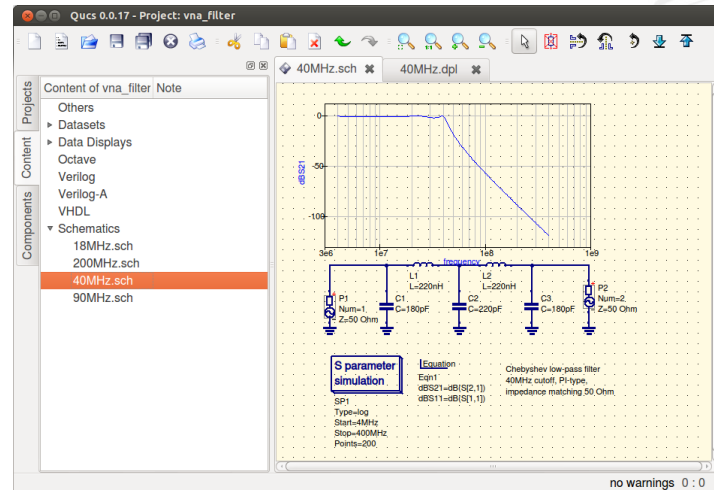 Qucs 0.0.17 - Project: vna_filter
Projects
Content
Components
Content of vna_filter Note
Others
Datasets
Data Displays
Octave
Verilog
Verilog-A
VHDL
Schematics
18MHz.sch
200MHz.sch
40MHz.sch
90MHz.sch
40MHz.sch
40MHz.dpl
dBS21
0
-50
-100
3e6 1e7 1e8 1e9
frequency
L1
L=220nH
L2
L=220nH
P1
Num=1
Z=50 Ohm
C1
C=180pF
C2
C=220pF
C3
C=180pF
P2
Num=2
Z=50 Ohm
S parameter
simulation
SP1
Type=log
Start=4MHz
Stop=400MHz
Points=200
Equation
Eqn1
dBS21=dB(S[2,1])
dBS11=dB(S[1,1])
Chebyshev low-pass filter
40MHz cutoff, PI-type,
impedance matching 50 Ohm
no warnings 0 : 0